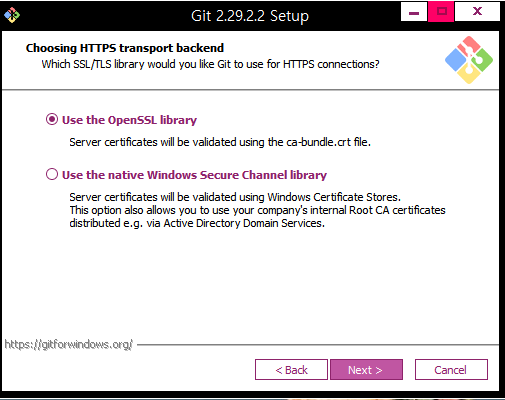 Git 2.29.2.2 Setup
Choosing HTTPS transport backend
Which SSL/TLS library would you like Git to use for HTTPS connections?
Use the OpenSSL library
Server certificates will be validated using the ca-bundle.crt file.
Use the native Windows Secure Channel library
Server certificates will be validated using Windows Certificate Stores.
This option also allows you to use your company's internal Root CA certificates
distributed e.g. via Active Directory Domain Services.
https://gitforwindows.org/
< Back
Next >
Cancel